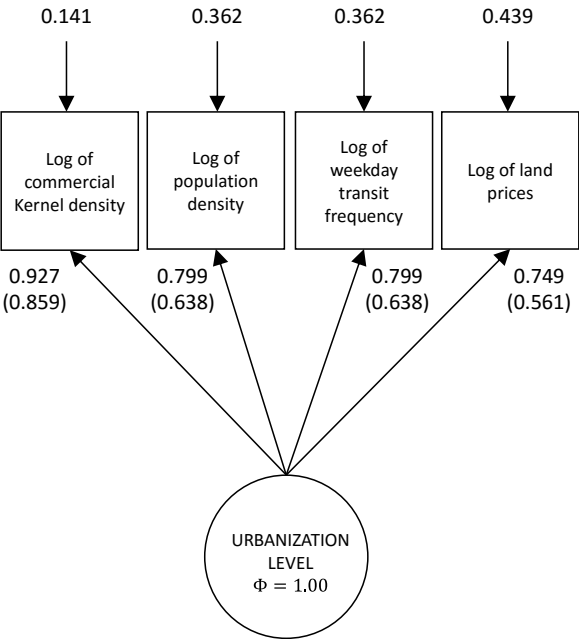 0.141
0.362
0.362
0.439
Log of
commercial
Kernel density
Log of
population
density
Log of
weekday
transit
frequency
Log of land
prices
0.927
(0.859)
0.799
(0.638)
0.799
(0.638)
0.749
(0.561)
URBANIZATION
LEVEL
Φ = 1.00